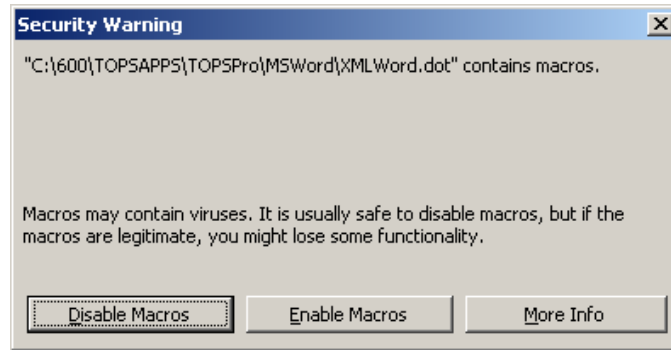 Security Warning
"C:\600\TOPSAPPS\TOPSPro\MSWord\XMLWord.dot" contains macros.
Macros may contain viruses. It is usually safe to disable macros, but if the
macros are legitimate, you might lose some functionality.
Disable Macros
Enable Macros
More Info